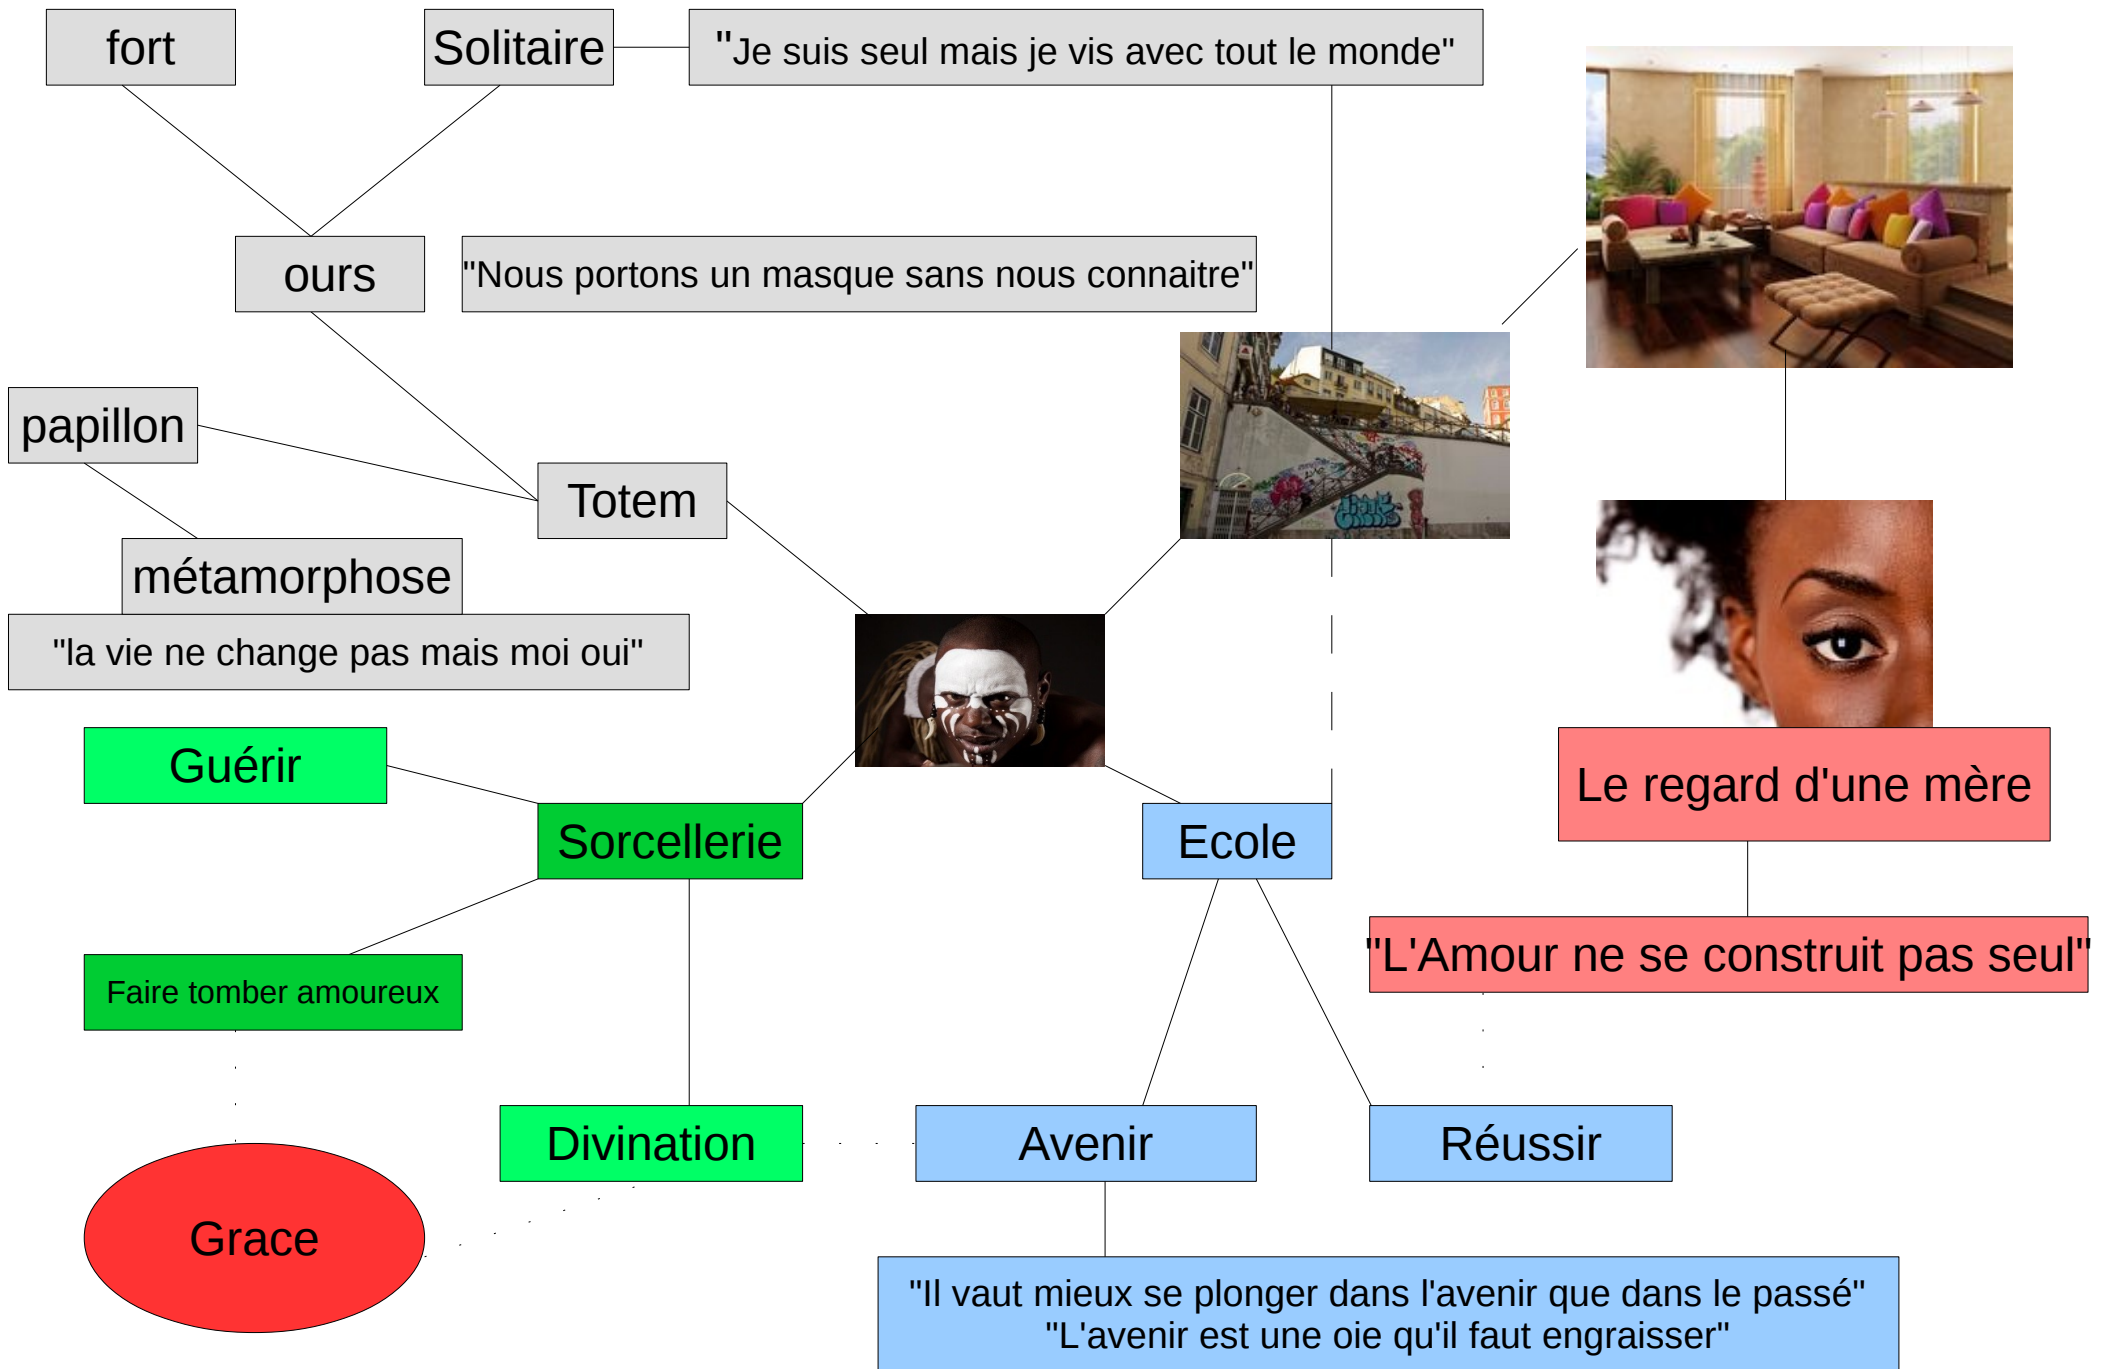 fort
Solitaire
"Je suis seul mais je vis avec tout le monde"
ours
"Nous portons un masque sans nous connaitre"
papillon
Totem
métamorphose
"la vie ne change pas mais moi oui"
Guérir
Sorcellerie
Ecole
Le regard d'une mère
"L'Amour ne se construit pas seul"
Faire tomber amoureux
Divination
Avenir
Réussir
Grace
"Il vaut mieux se plonger dans l'avenir que dans le passé"
"L'avenir est une oie qu'il faut engraisser"